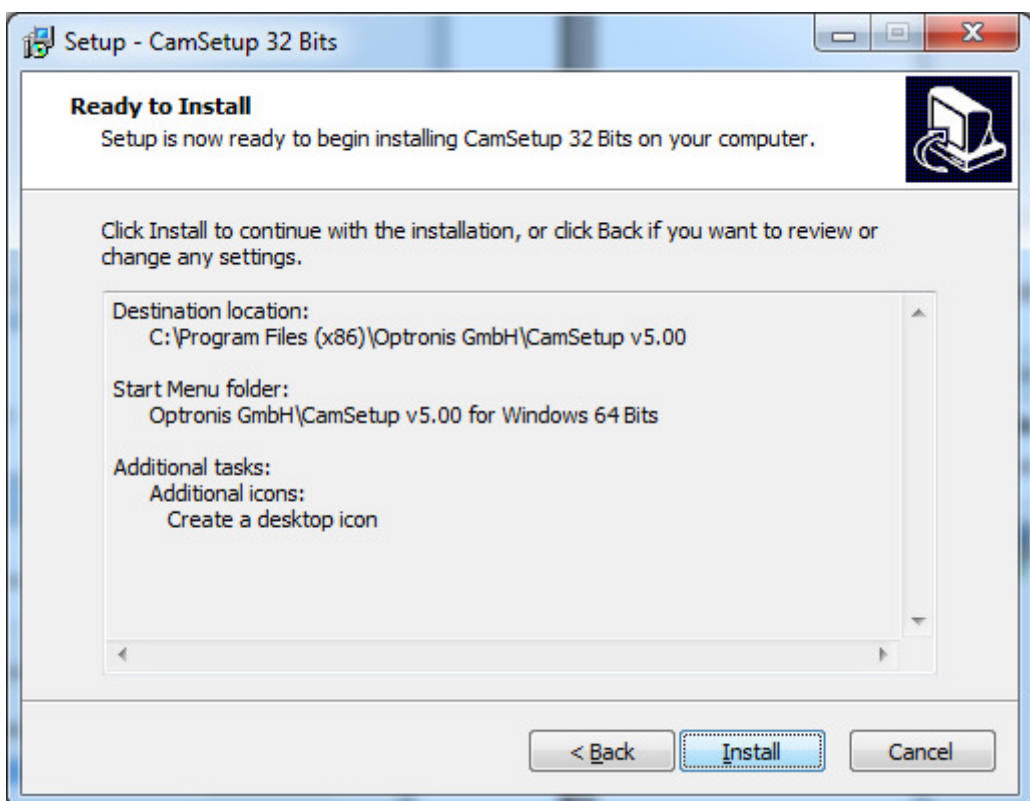 Setup - CamSetup 32 Bits
Ready to Install
Setup is now ready to begin installing CamSetup 32 Bits on your computer.
Click Install to continue with the installation, or click Back if you want to review or
change any settings.
Destination location:
C:\Program Files (x86)\Optronis GmbH\CamSetup v5.00
Start Menu folder:
Optronis GmbH\CamSetup v5.00 for Windows 64 Bits
Additional tasks:
Additional icons:
Create a desktop icon
< Back Install Cancel